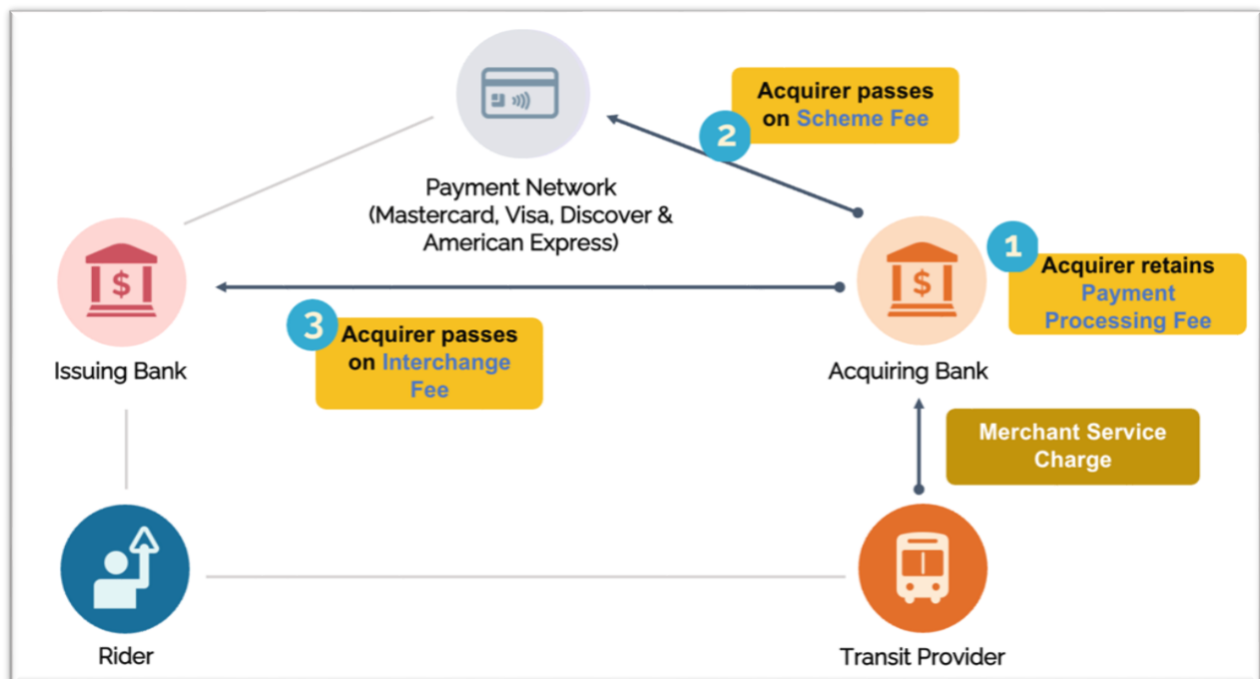 Acquirer passes
on Scheme Fee
2
Payment Network
(Mastercard, Visa, Discover &
American Express)
1
Acquirer retains
Payment
Processing Fee
$
$
3
Acquirer passes
on Interchange
Fee
Issuing Bank
Acquiring Bank
Merchant Service
Charge
Rider
Transit Provider